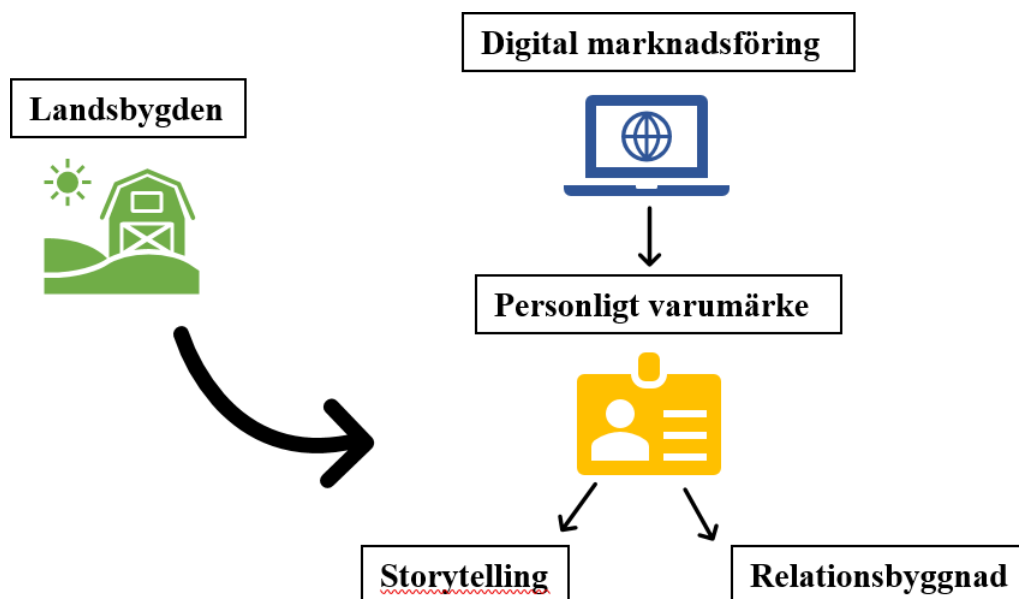 Digital marknadsföring
Landsbygden
Personligt varumärke
Storytelling
Relationsbyggnad